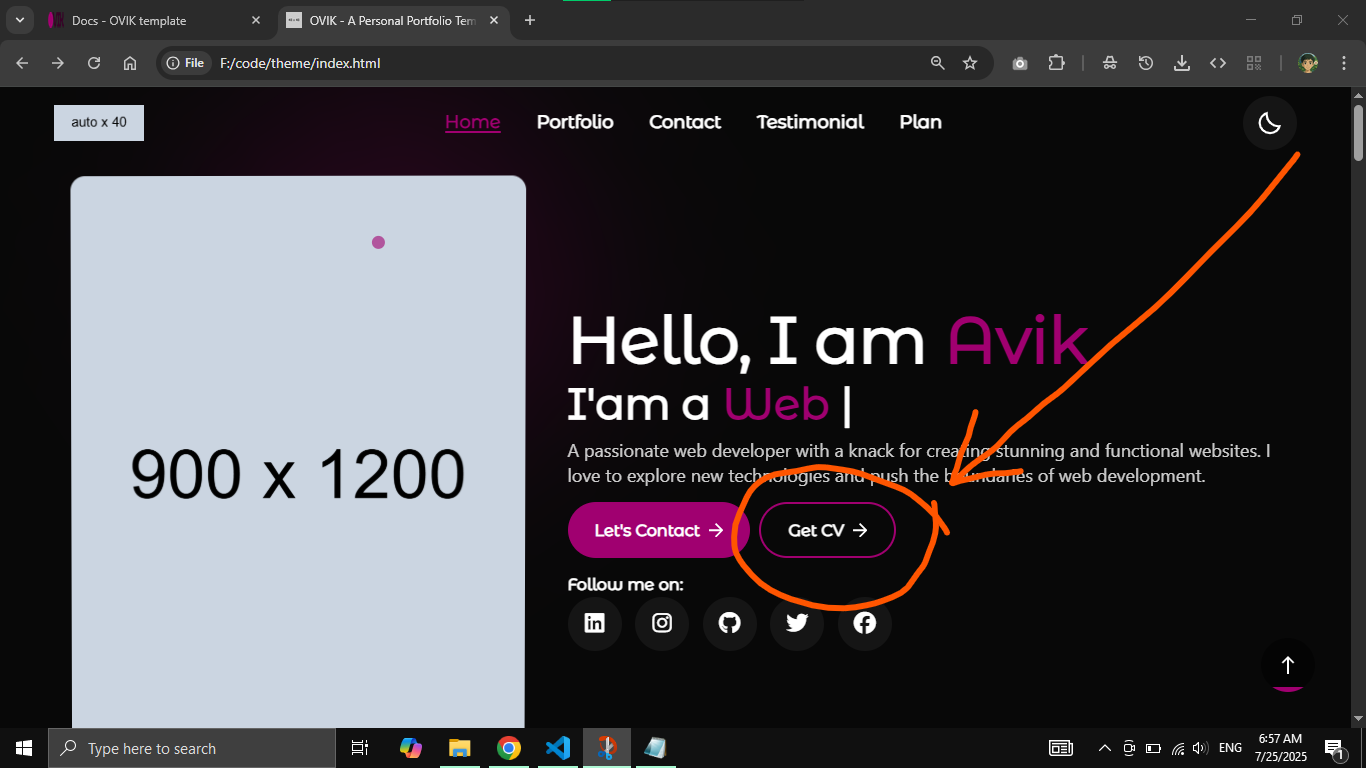 Docs - OVIK template
OVIK - A Personal Portfolio Tem
File
F:/code/theme/index.html
auto x 40
Home
Portfolio
Contact
Testimonial
Plan
900 x 1200
Hello, I am Avik
I'am a Web |
A passionate web developer with a knack for creating stunning and functional websites. I
love to explore new technologies and push the boundaries of web development.
Let's Contact
Get CV
Follow me on:
Type here to search
ENG
6:57 AM
7/25/2025
1